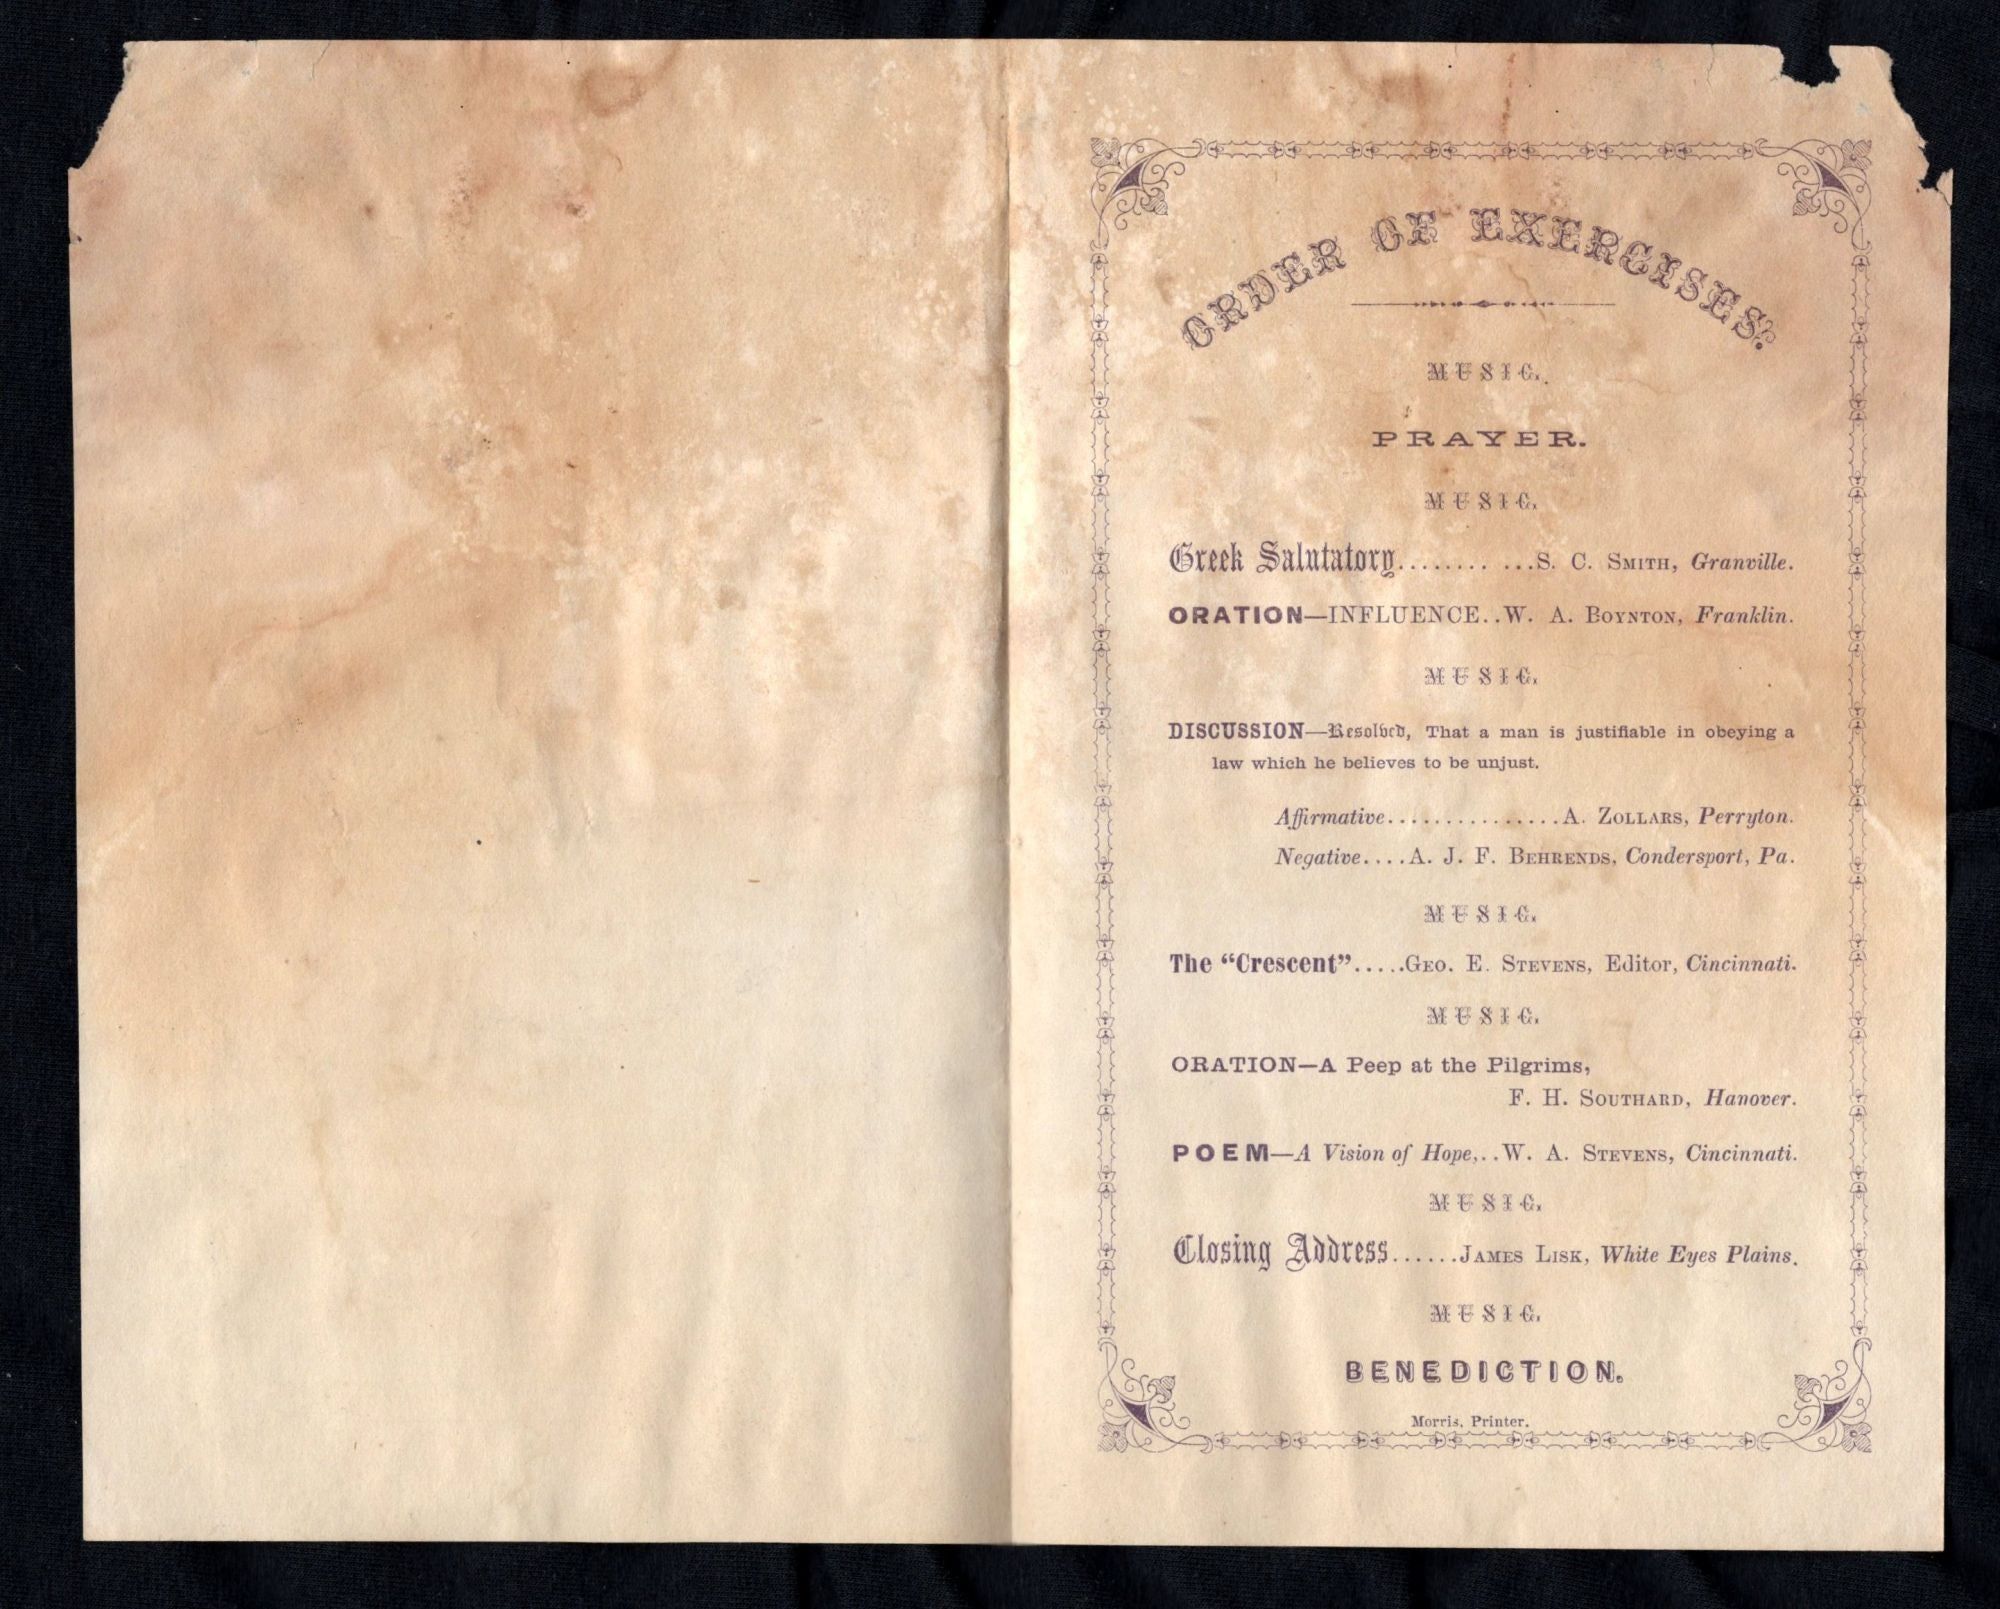 ORDER OF EXERCISES.
MUSIC.
PRAYER.
MUSIC.
Greek Salutatory........ ...S. C. SMITH, Granville.
ORATION—INFLUENCE..W. A. BOYNTON, Franklin.
MUSIC.
DISCUSSION—Resolved, That a man is justifiable in obeying a
law which he believes to be unjust.
Affirmative...............A. ZOLLARS, Perryton.
Negative....A. J. F. BEHRENDS, Condersport, Pa.
MUSIC.
The “Crescent”.....GEO. E. STEVENS, Editor, Cincinnati.
MUSIC.
ORATION—A Peep at the Pilgrims,
F. H. SOUTHARD, Hanover.
POEM—A Vision of Hope,..W. A. STEVENS, Cincinnati.
MUSIC.
Closing Address......JAMES LISK, White Eyes Plains.
MUSIC.
BENEDICTION.
Morris, Printer.